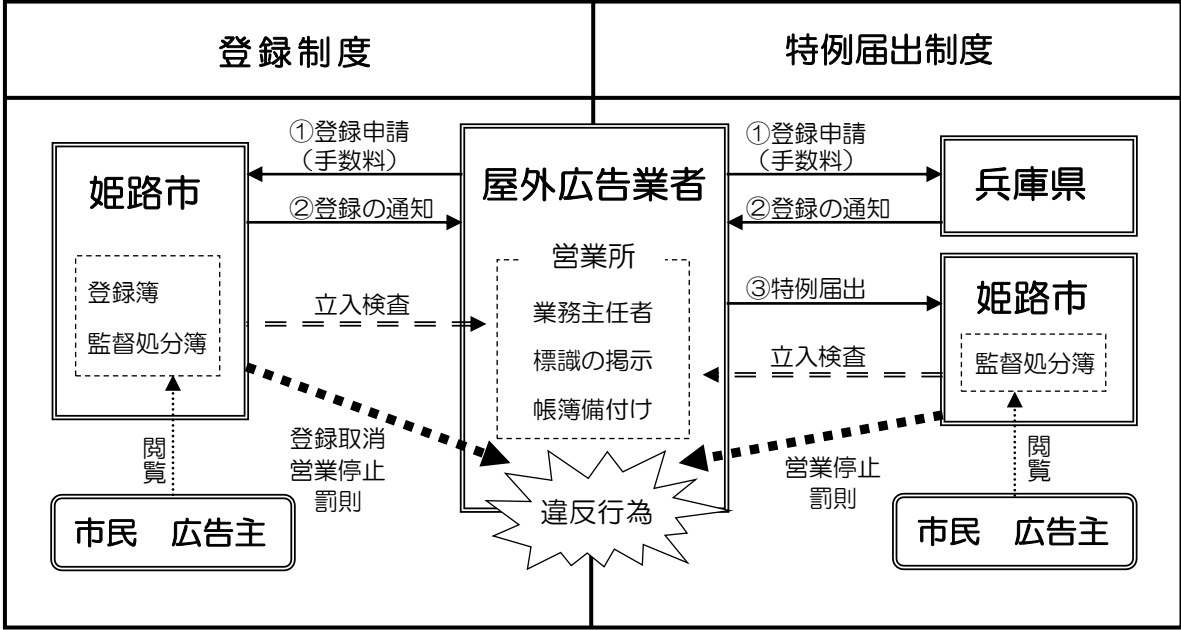 登録制度
特例届出制度
①登録申請
（手数料）
姫路市
②登録の通知
登録簿
監督処分簿
立入検査
閲覧
登録取消
営業停止
罰則
市民　広告主
屋外広告業者
営業所
業務主任者
標識の掲示
帳簿備付け
違反行為
①登録申請
（手数料）
兵庫県
②登録の通知
③特例届出
姫路市
監督処分簿
立入検査
閲覧
営業停止
罰則
市民　広告主